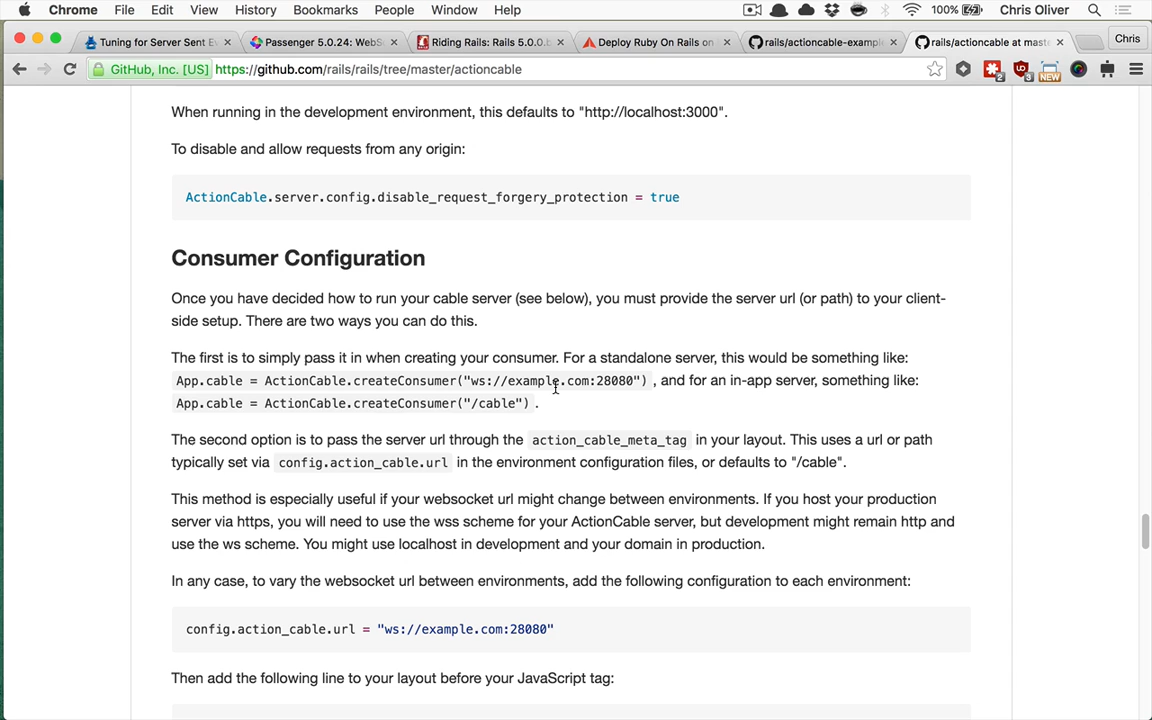 Chrome File Edit View History Bookmarks People Window Help 100% Chris Oliver
Tuning for Server Sent Ev
Passenger 5.0.24: WebS
Riding Rails: Rails 5.0.0.b
Deploy Ruby On Rails on
rails/actioncable-example
rails/actioncable at maste
Chris
GitHub, Inc. [US] https://github.com/rails/rails/tree/master/actioncable
2 3 NEW
When running in the development environment, this defaults to "http://localhost:3000".
To disable and allow requests from any origin:
ActionCable.server.config.disable_request_forgery_protection = true
Consumer Configuration
Once you have decided how to run your cable server (see below), you must provide the server url (or path) to your client-
side setup. There are two ways you can do this.
The first is to simply pass it in when creating your consumer. For a standalone server, this would be something like:
App.cable = ActionCable.createConsumer("ws://example.com:28080") , and for an in-app server, something like:
App.cable = ActionCable.createConsumer("/cable") .
The second option is to pass the server url through the action_cable_meta_tag in your layout. This uses a url or path
typically set via config.action_cable.url in the environment configuration files, or defaults to "/cable".
This method is especially useful if your websocket url might change between environments. If you host your production
server via https, you will need to use the wss scheme for your ActionCable server, but development might remain http and
use the ws scheme. You might use localhost in development and your domain in production.
In any case, to vary the websocket url between environments, add the following configuration to each environment:
config.action_cable.url = "ws://example.com:28080"
Then add the following line to your layout before your JavaScript tag: